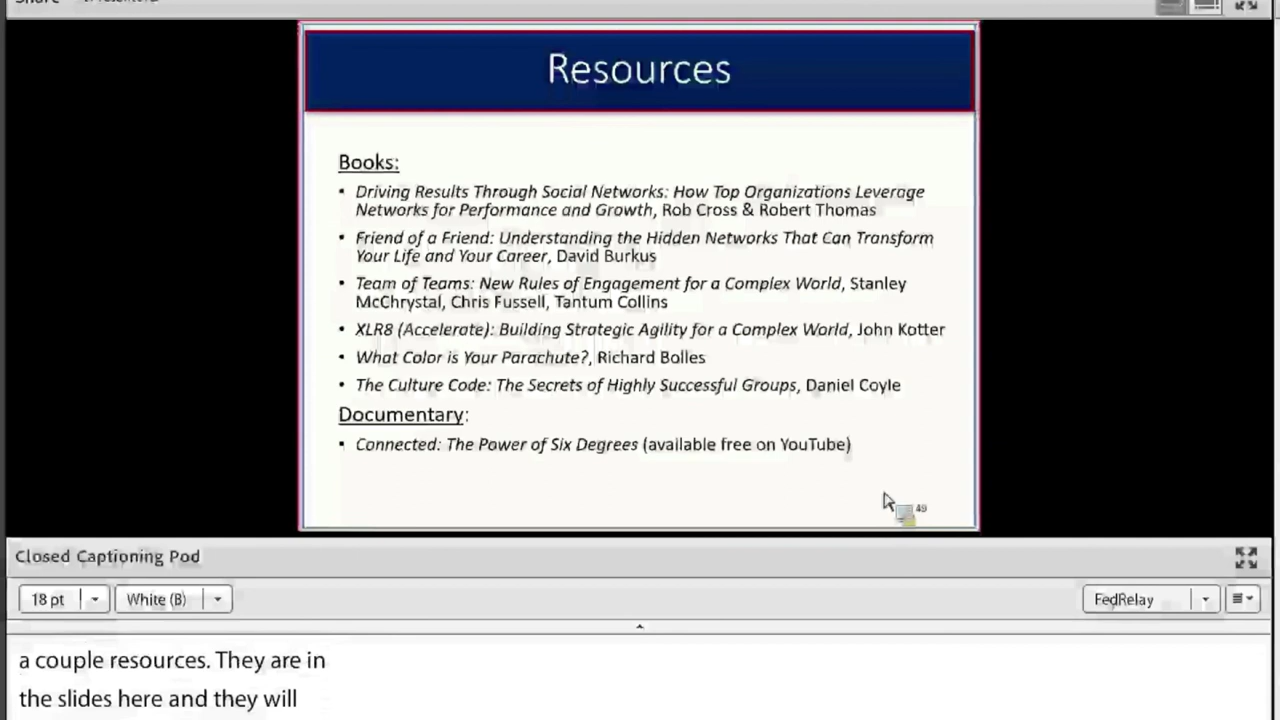 Resources
Books:
• Driving Results Through Social Networks: How Top Organizations Leverage
Networks for Performance and Growth, Rob Cross & Robert Thomas
• Friend of a Friend: Understanding the Hidden Networks That Can Transform
Your Life and Your Career, David Burkus
• Team of Teams: New Rules of Engagement for a Complex World, Stanley
McChrystal, Chris Fussell, Tantum Collins
• XLR8 (Accelerate): Building Strategic Agility for a Complex World, John Kotter
• What Color is Your Parachute?, Richard Bolles
• The Culture Code: The Secrets of Highly Successful Groups, Daniel Coyle
Documentary:
• Connected: The Power of Six Degrees (available free on YouTube)
49
Closed Captioning Pod
18 pt White (B) FedRelay
a couple resources. They are in
the slides here and they will